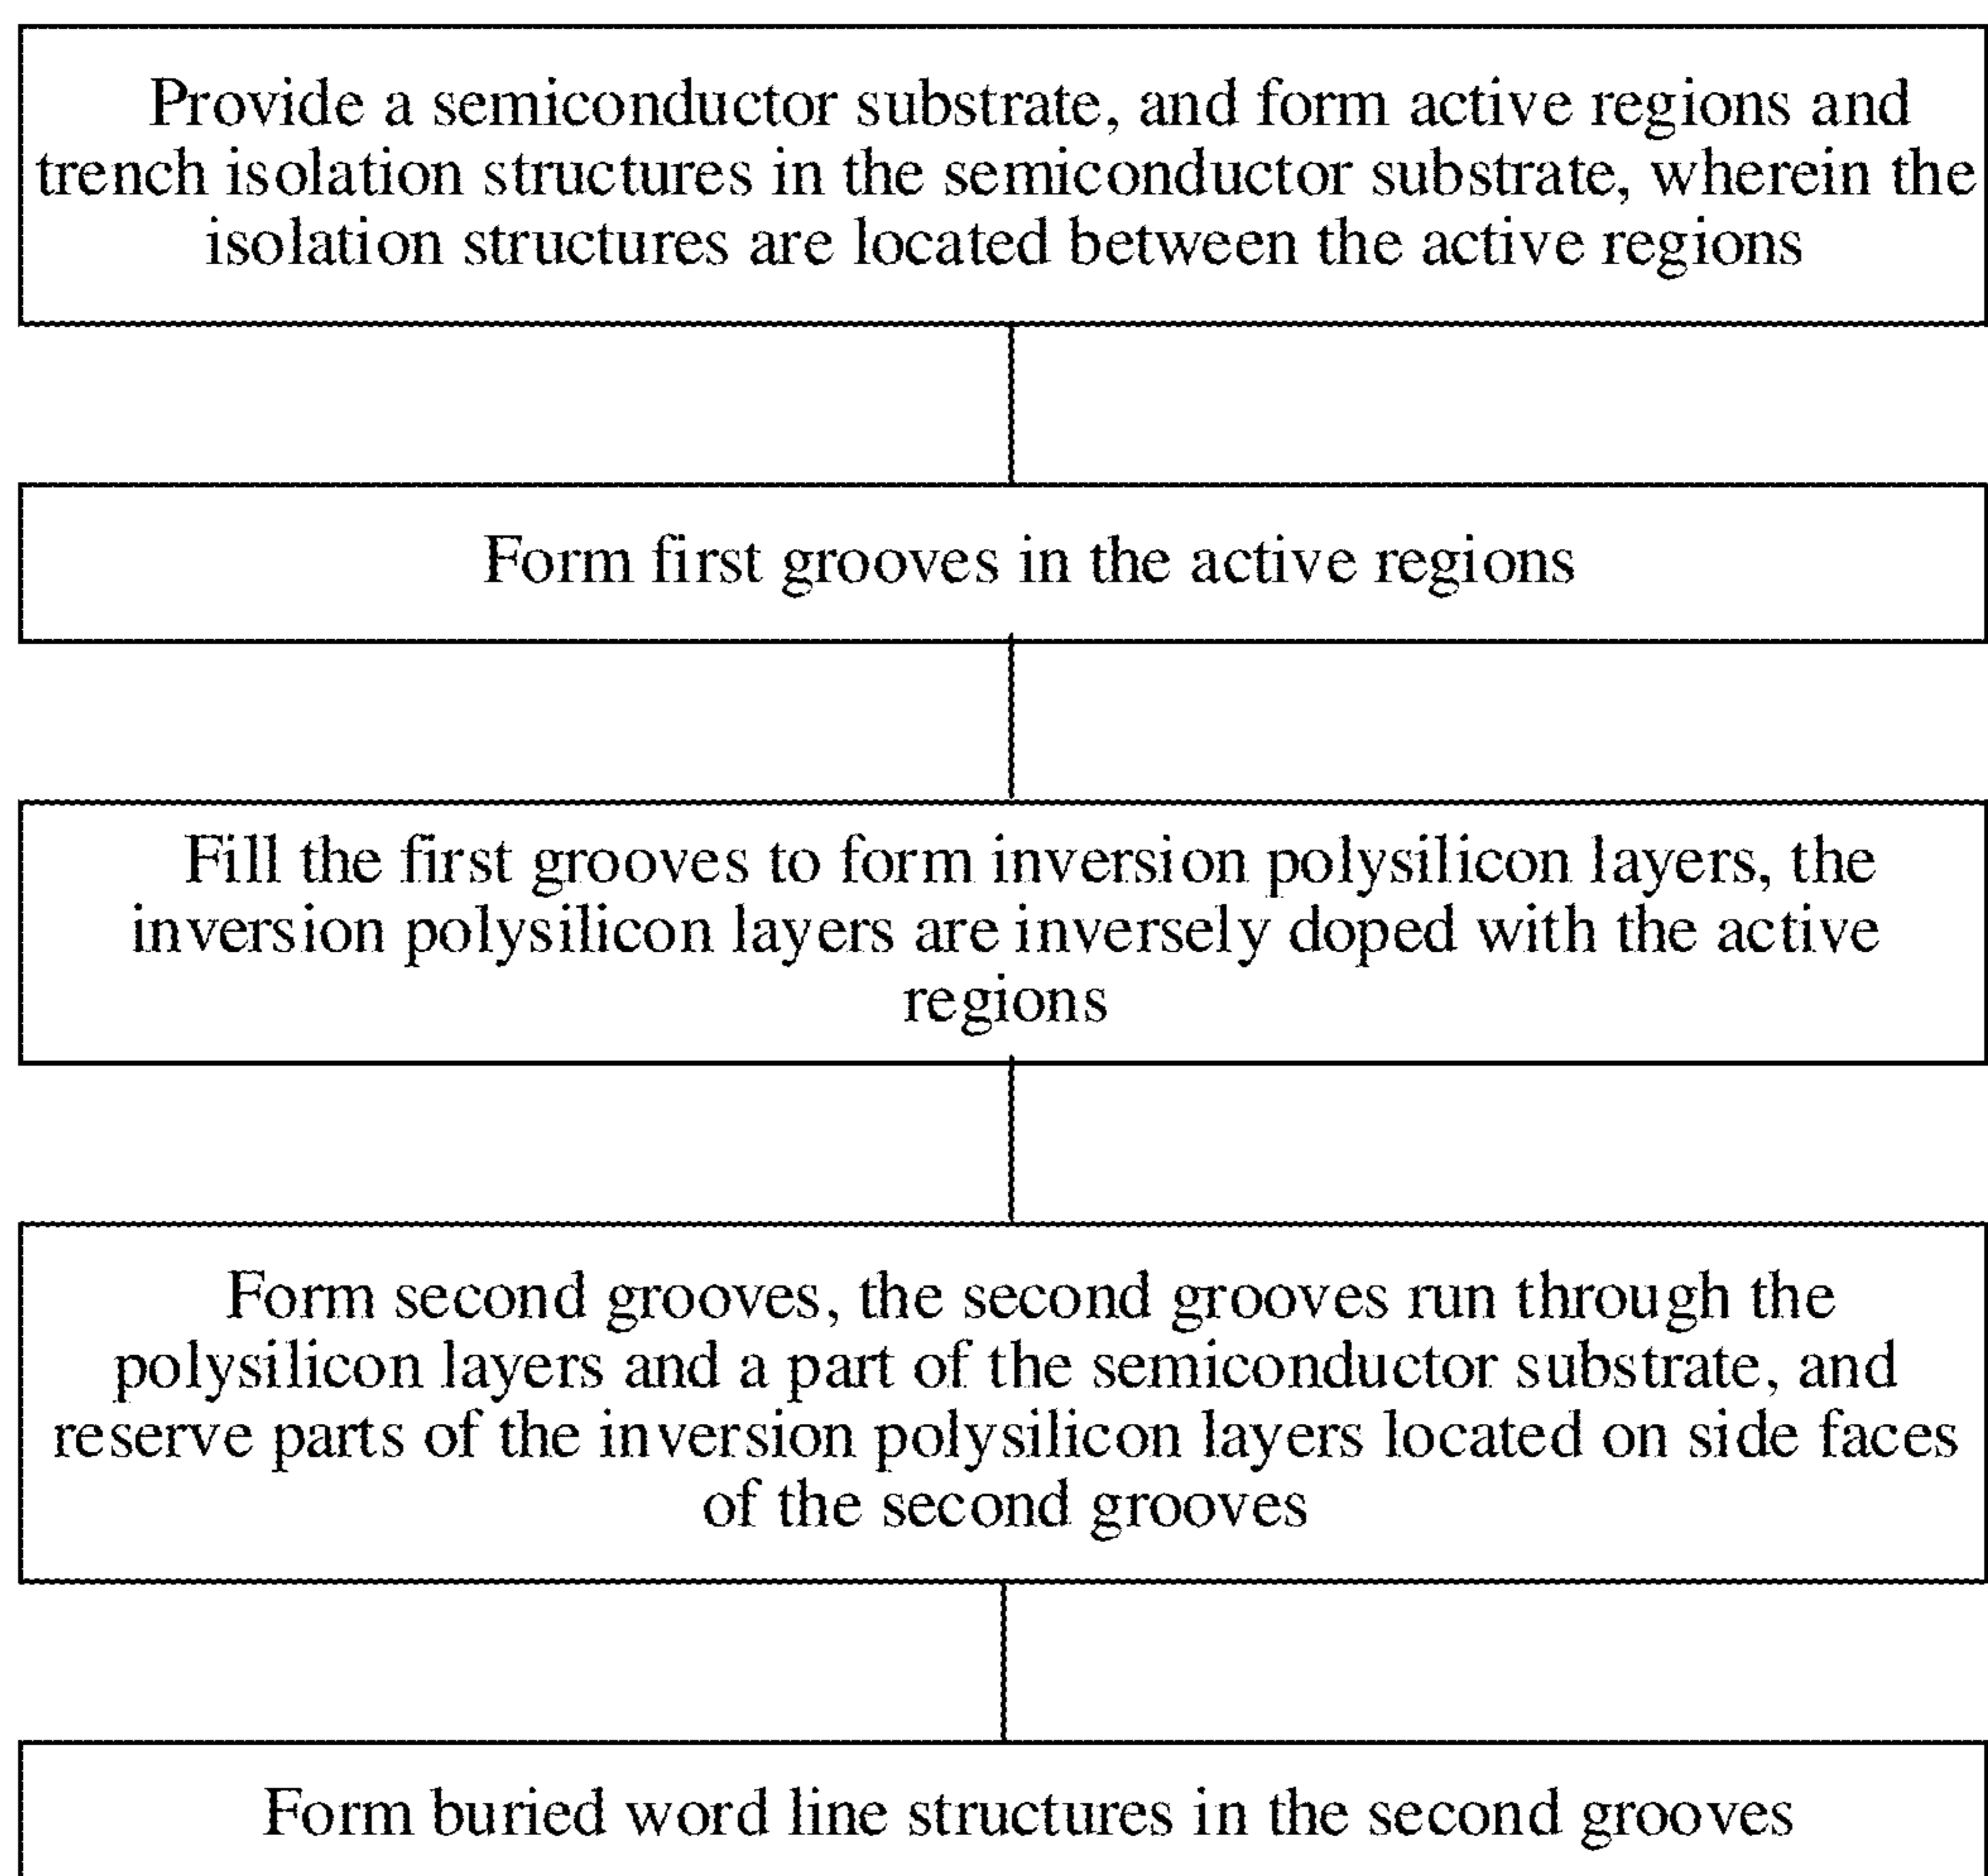 Provide a semiconductor substrate, and form active regions and
trench isolation structures in the semiconductor substrate, wherein the
isolation structures are located between the active regions
Form first grooves in the active regions
Fill the first grooves to form inversion polysilicon layers, the
inversion polysilicon layers are inversely doped with the active
regions
Form second grooves, the second grooves run through the
polysilicon layers and a part of the semiconductor substrate, and
reserve parts of the inversion polysilicon layers located on side faces
of the second grooves
Form buried word line structures in the second grooves